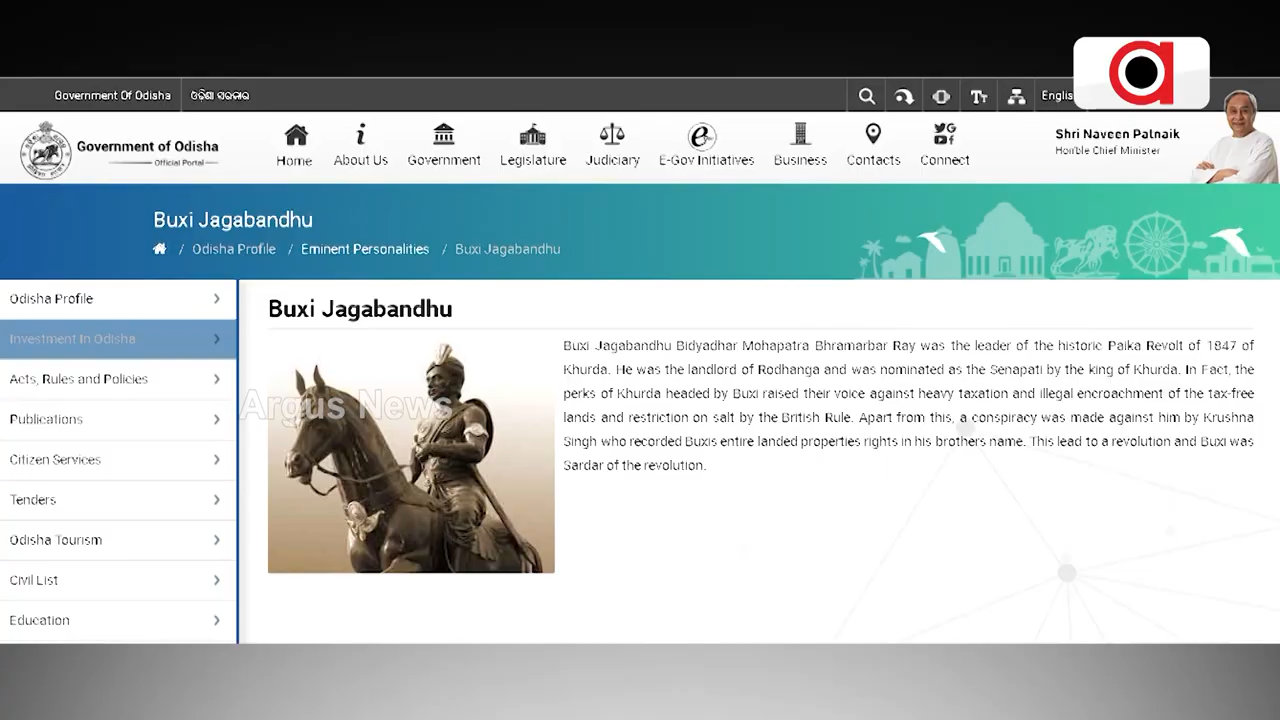 Government Of Odisha
ଓଡ଼ିଶା ସରକାର
Tт
Englis
Government of Odisha
Official Portal
Home
About Us
Government
Legislature
Judiciary
E-Gov Initiatives
Business
Contacts
Connect
Shri Naveen Patnaik
Hon'ble Chief Minister
Buxi Jagabandhu
/ Odisha Profile / Eminent Personalities / Buxi Jagabandhu
Odisha Profile
Investment In Odisha
Acts, Rules and Policies
Publications
Citizen Services
Tenders
Odisha Tourism
Civil List
Education
Buxi Jagabandhu
Argus News
Buxi Jagabandhu Bidyadhar Mohapatra Bhramarbar Ray was the leader of the historic Paika Revolt of 1847 of
Khurda. He was the landlord of Rodhanga and was nominated as the Senapati by the king of Khurda. In Fact, the
perks of Khurda headed by Buxi raised their voice against heavy taxation and illegal encroachment of the tax-free
lands and restriction on salt by the British Rule. Apart from this, a conspiracy was made against him by Krushna
Singh who recorded Buxis entire landed properties rights in his brothers name. This lead to a revolution and Buxi was
Sardar of the revolution.